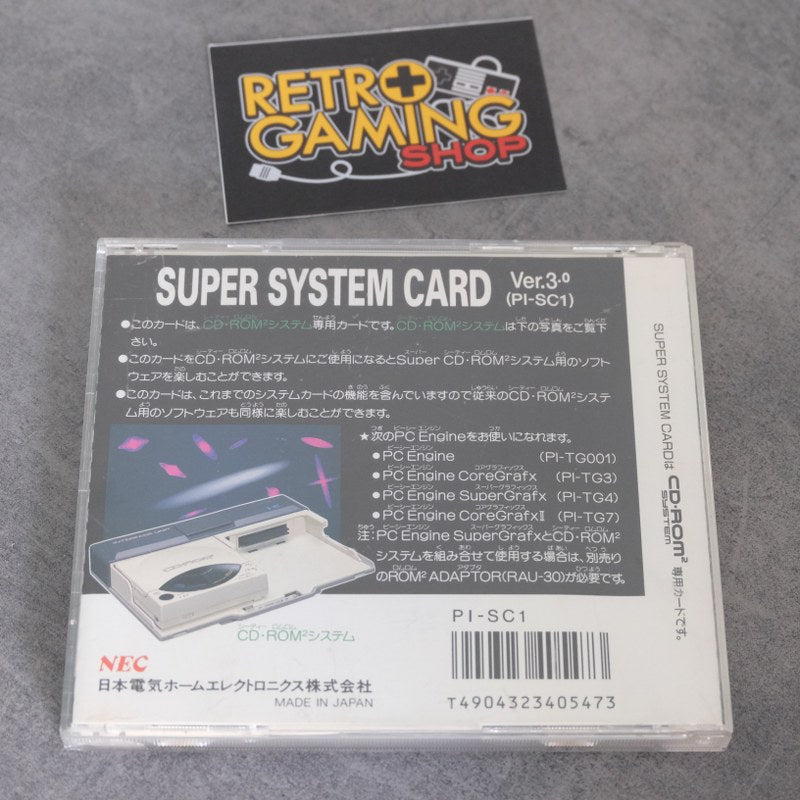 RETRO
GAMING
SHOP
SUPER SYSTEM CARD Ver.3.0
(PI-SC1)
●このカードは、CD・ROM²システム専用カードです。CD・ROM²システムは下の写真をご覧下
さい。
●このカードをCD・ROM²システムにご使用になるとSuper CD・ROM²システム用のソフト
ウェアを楽しむことができます。
●このカードは、これまでのシステムカードの機能を含んでいますので従来のCD・ROM²システ
ム用のソフトウェアも同様に楽しむことができます。
★次のPC Engineをお使いになれます。
●PC Engine (PI-TG001)
●PC Engine CoreGrafx (PI-TG3)
●PC Engine SuperGrafx (PI-TG4)
●PC Engine CoreGrafxⅡ (PI-TG7)
注:PC Engine SuperGrafxとCD・ROM²
システムを組み合せて使用する場合は、別売り
のROM² ADAPTOR(RAU-30)が必要です。
CD・ROM²システム
PI-SC1
NEC
日本電気ホームエレクトロニクス株式会社
MADE IN JAPAN
T4904323405473
SUPER SYSTEM CARDは CD・ROM² SYSTEM 専用カードです。